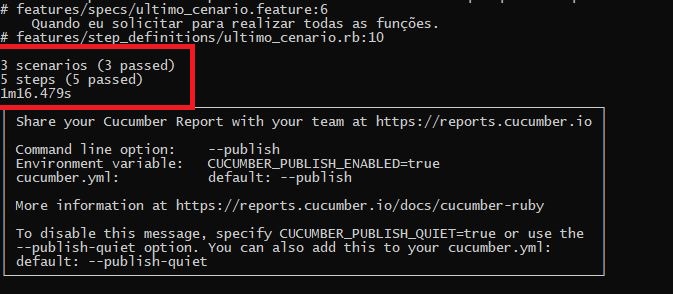 # features/specs/ultimo_cenario.feature:6
Quando eu solicitar para realizar todas as funções.
# features/step_definitions/ultimo_cenario.rb:10
3 scenarios (3 passed)
5 steps (5 passed)
1m16.479s
Share your Cucumber Report with your team at https://reports.cucumber.io
Command line option: --publish
Environment variable: CUCUMBER_PUBLISH_ENABLED=true
cucumber.yml: default: --publish
More information at https://reports.cucumber.io/docs/cucumber-ruby
To disable this message, specify CUCUMBER_PUBLISH_QUIET=true or use the
--publish-quiet option. You can also add this to your cucumber.yml:
default: --publish-quiet